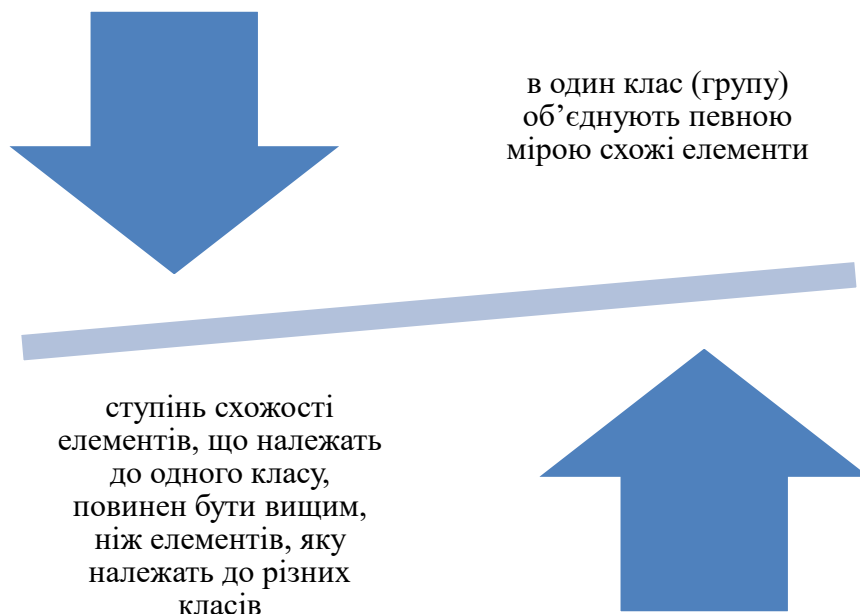 в один клас (групу)
об’єднують певною
мірою схожі елементи
ступінь схожості
елементів, що належать
до одного класу,
повинен бути вищим,
ніж елементів, яку
належать до різних
класів